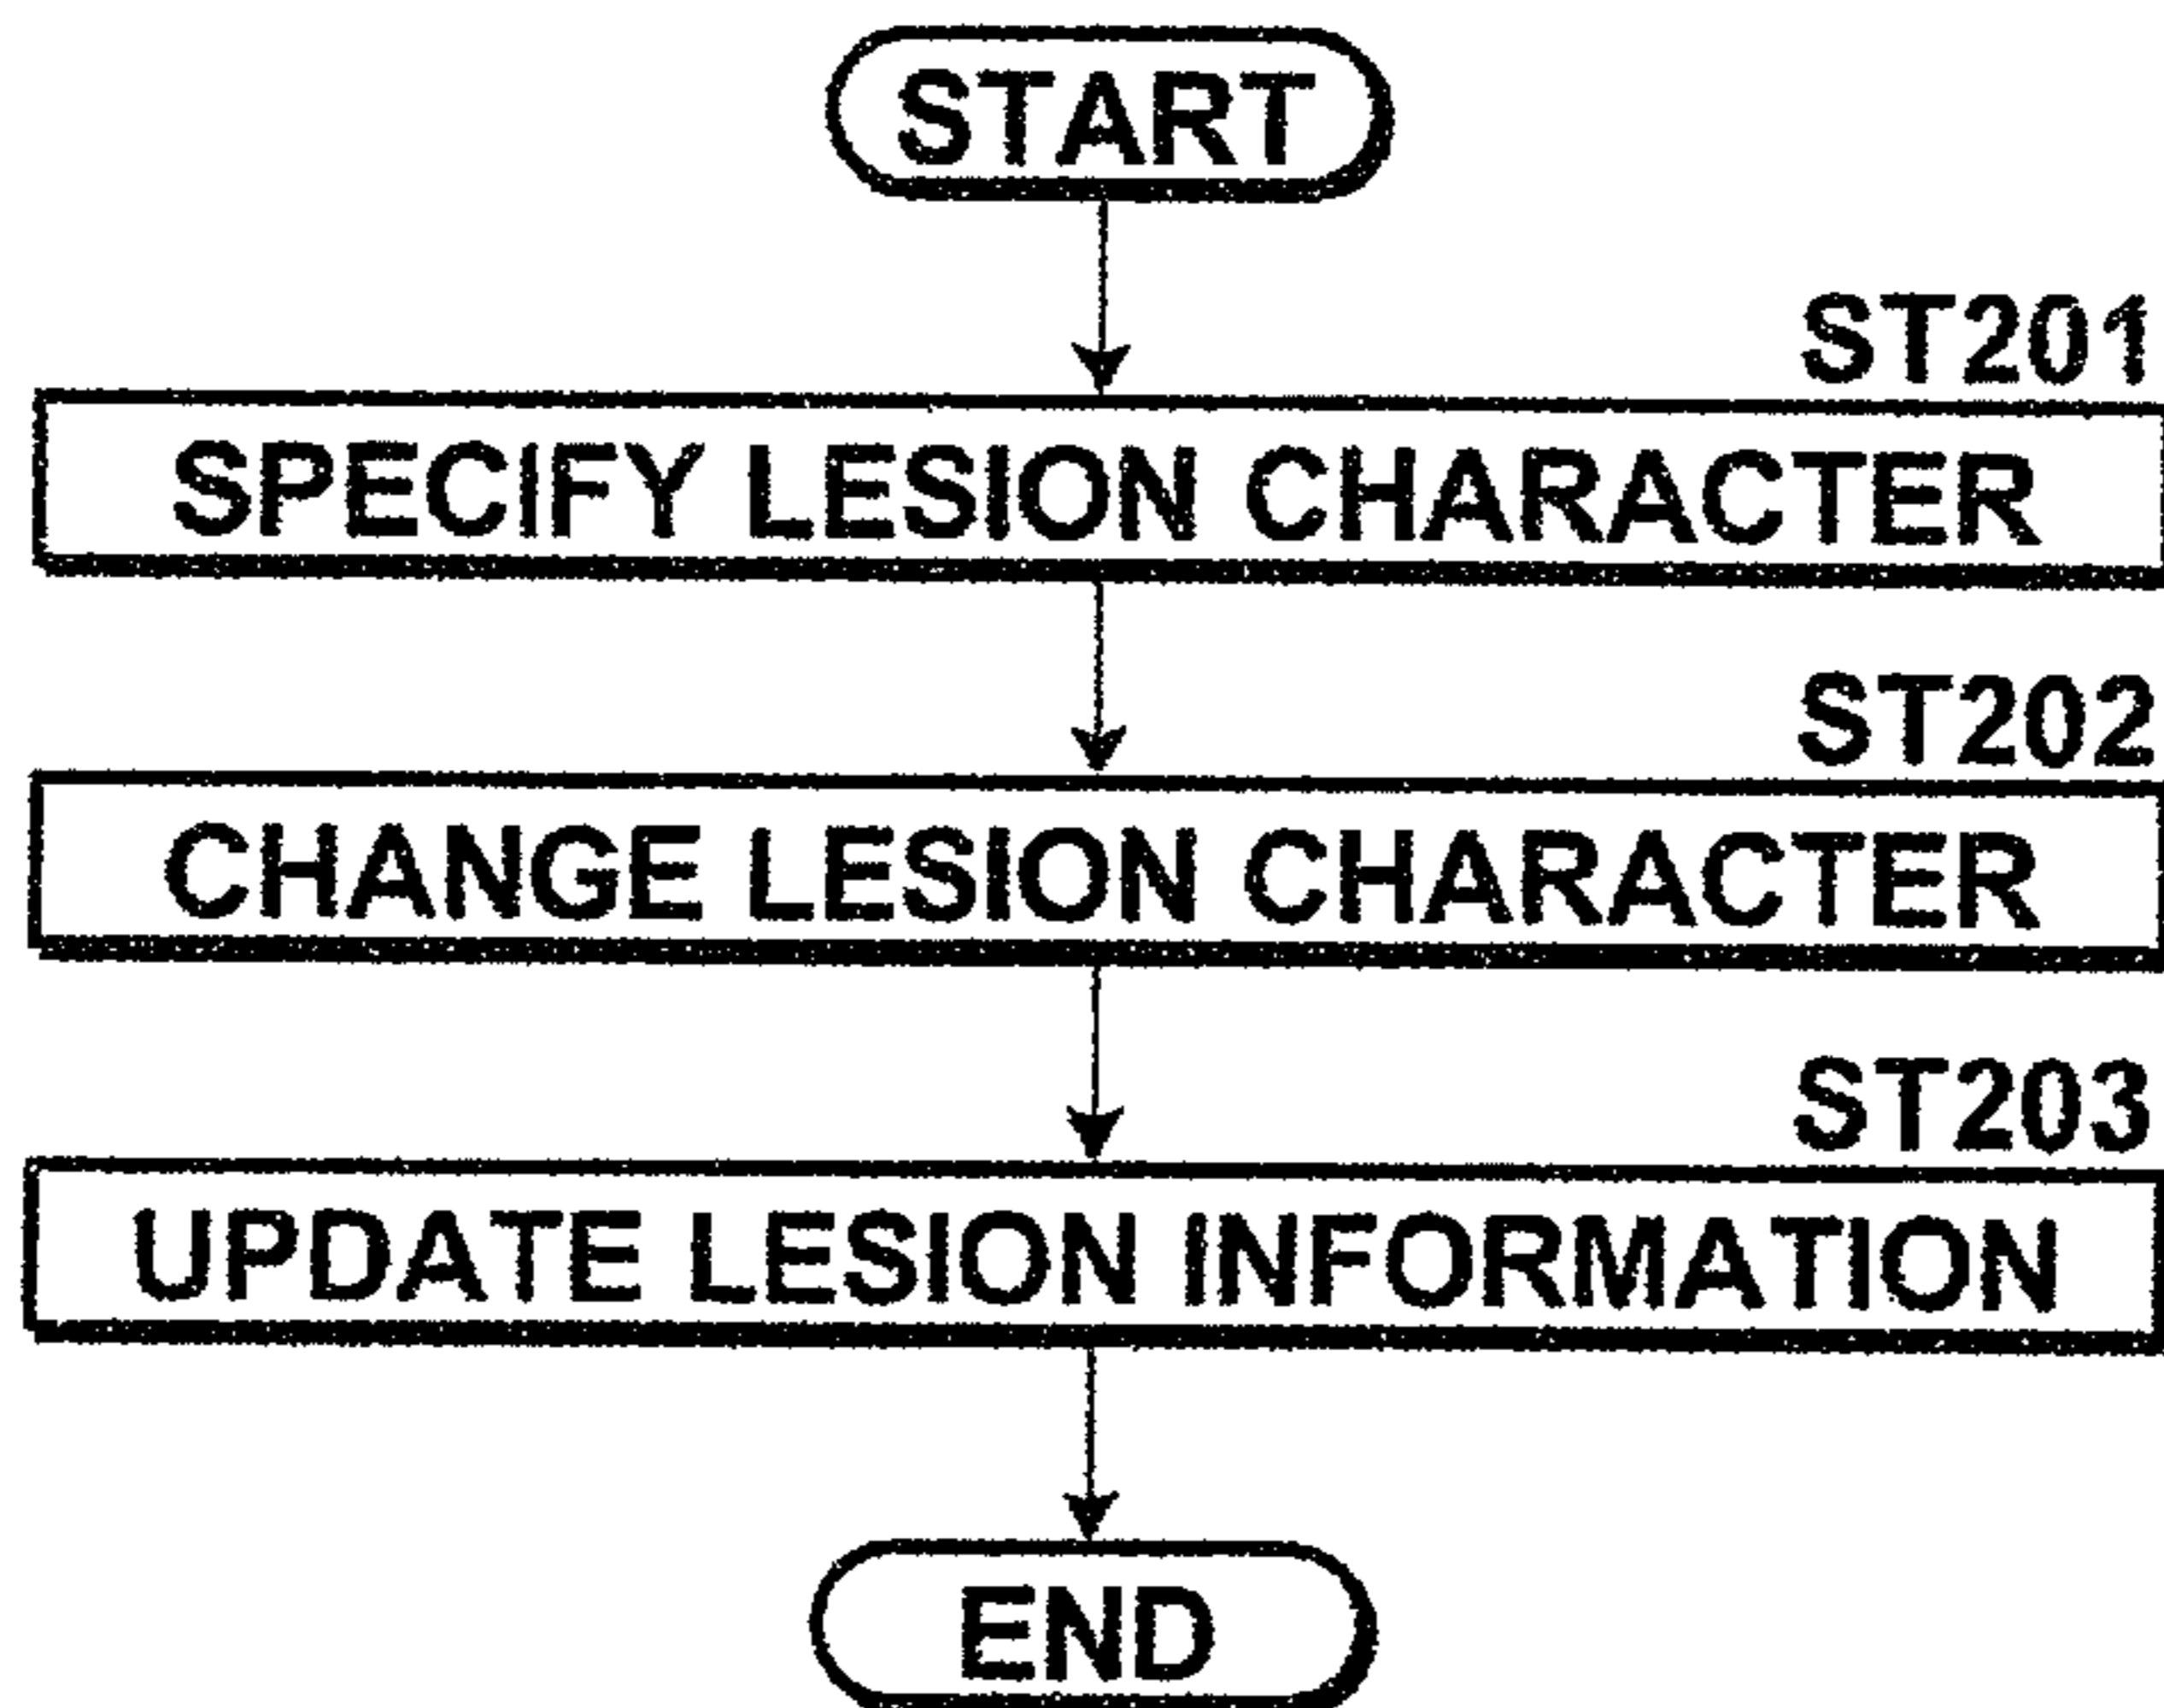 START
ST201
SPECIFY LESION CHARACTER
ST202
CHANGE LESION CHARACTER
ST203
UPDATE LESION INFORMATION
END